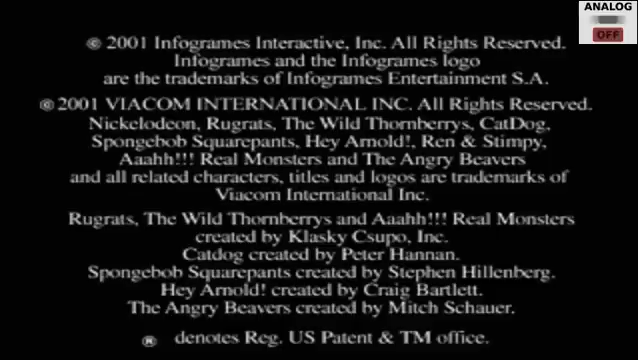 ANALOG
OFF
© 2001 Infogrames Interactive, Inc. All Rights Reserved.
Infogrames and the Infogrames logo
are the trademarks of Infogrames Entertainment S.A.
©2001 VIACOM INTERNATIONAL INC. All Rights Reserved.
Nickelodeon, Rugrats, The Wild Thornberrys, CatDog,
Spongebob Squarepants, Hey Arnold!, Ren & Stimpy,
Aaahh!!! Real Monsters and The Angry Beavers
and all related characters, titles and logos are trademarks of
Viacom International Inc.
Rugrats, The Wild Thornberrys and Aaahh!!! Real Monsters
created by Klasky Csupo, Inc.
Catdog created by Peter Hannan.
Spongebob Squarepants created by Stephen Hillenberg.
Hey Arnold! created by Craig Bartlett.
The Angry Beavers created by Mitch Schauer.
® denotes Reg. US Patent & TM office.